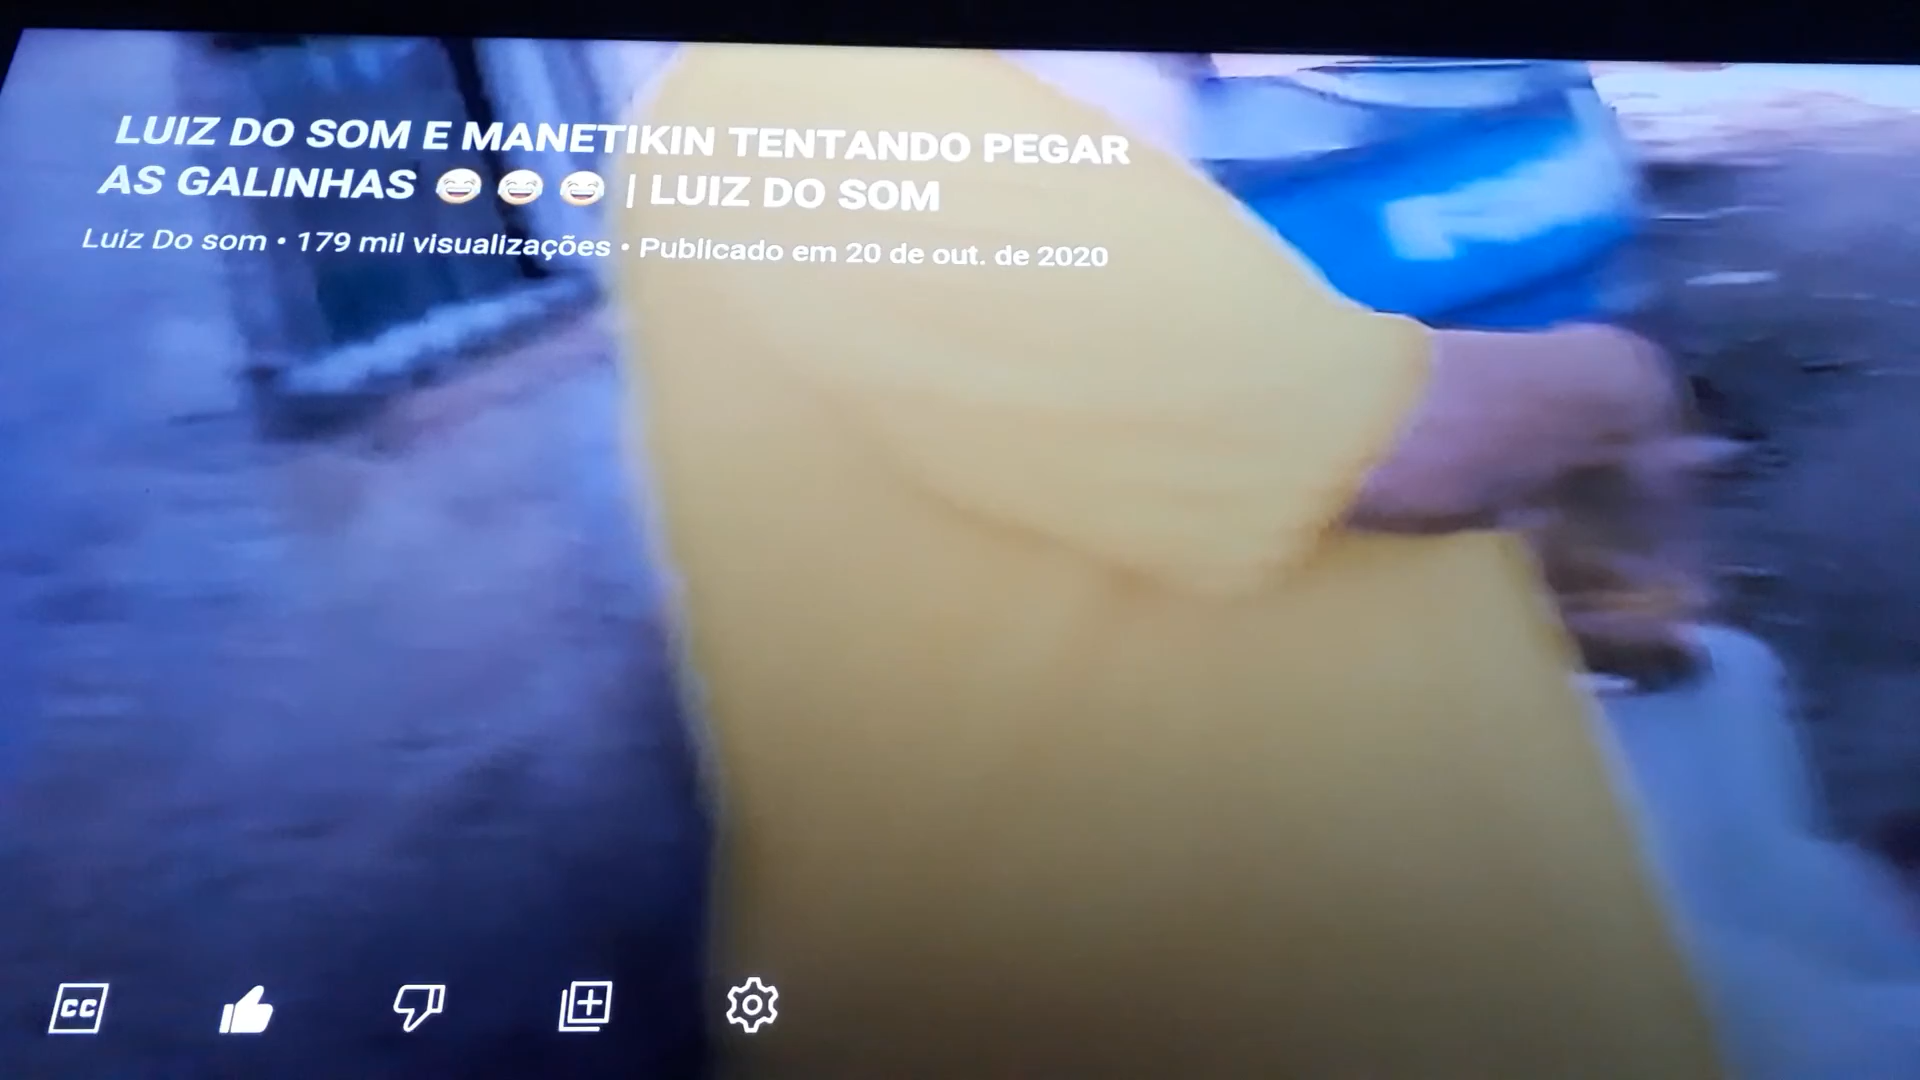 LUIZ DO SOM E MANETIKIN TENTANDO PEGAR
AS GALINHAS 😂 😂 😂 | LUIZ DO SOM
Luiz Do som • 179 mil visualizações • Publicado em 20 de out. de 2020
CC